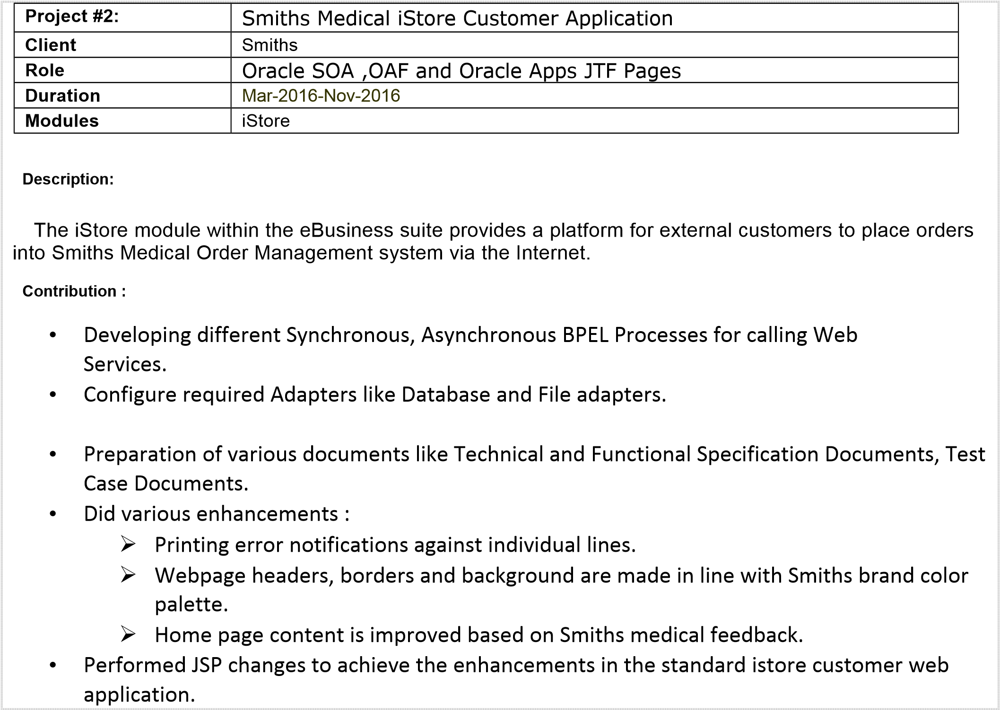 Project #2: Smiths Medical iStore Customer Application
Client Smiths
Role Oracle SOA ,OAF and Oracle Apps JTF Pages
Duration Mar-2016-Nov-2016
Modules iStore
Description:
The iStore module within the eBusiness suite provides a platform for external customers to place orders
into Smiths Medical Order Management system via the Internet.
Contribution :
• Developing different Synchronous, Asynchronous BPEL Processes for calling Web
Services.
• Configure required Adapters like Database and File adapters.
• Preparation of various documents like Technical and Functional Specification Documents, Test
Case Documents.
• Did various enhancements :
➢ Printing error notifications against individual lines.
➢ Webpage headers, borders and background are made in line with Smiths brand color
palette.
➢ Home page content is improved based on Smiths medical feedback.
• Performed JSP changes to achieve the enhancements in the standard istore customer web
application.